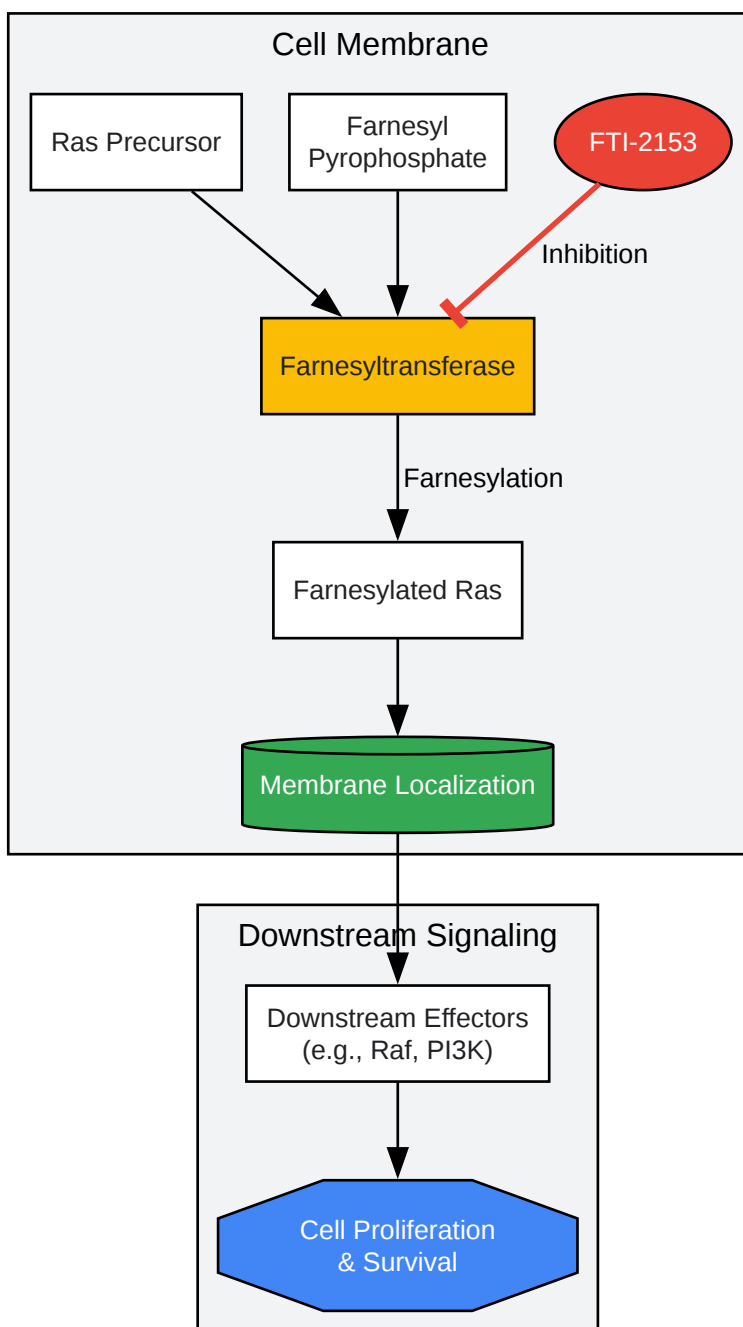 Cell Membrane
Ras Precursor
Farnesyl
Pyrophosphate
FTI-2153
Inhibition
Farnesyltransferase
Farnesylation
Farnesylated Ras
Membrane Localization
Downstream Signaling
Downstream Effectors
(e.g., Raf, PI3K)
Cell Proliferation
& Survival